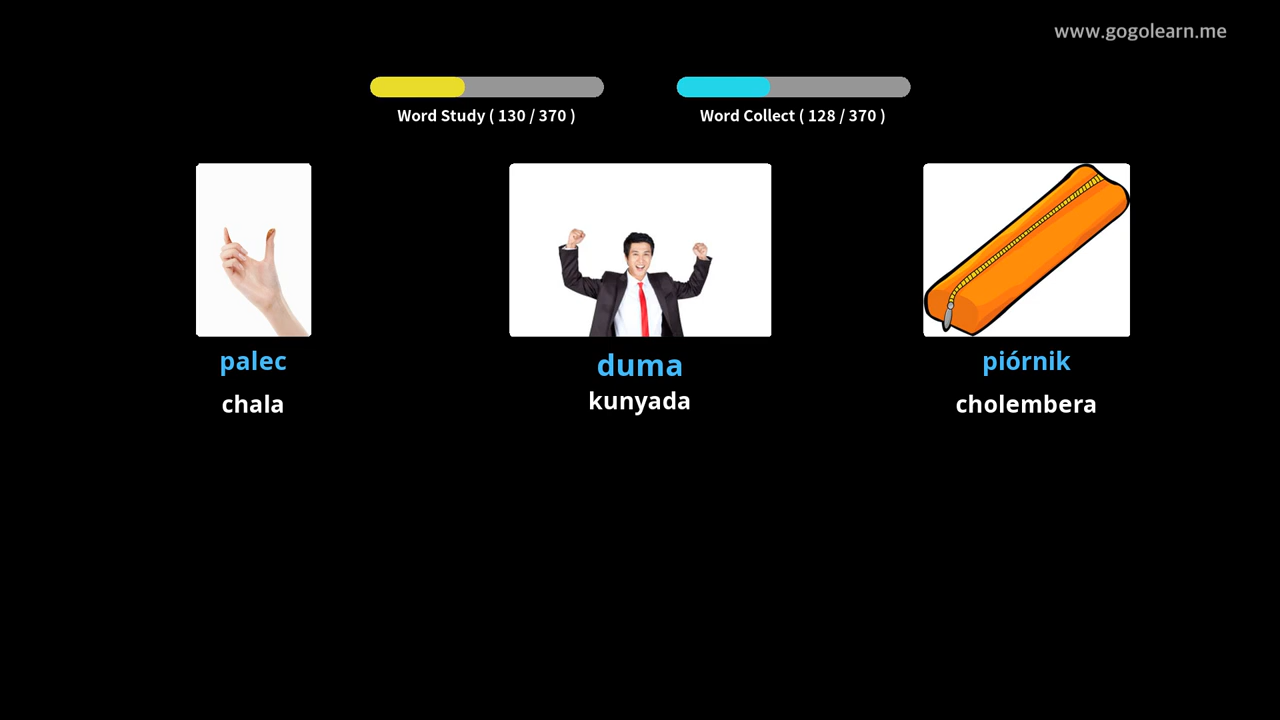 www.gogolearn.me
Word Study ( 130 / 370 )
Word Collect ( 128 / 370 )
palec
duma
piórnik
chala
kunyada
cholembera